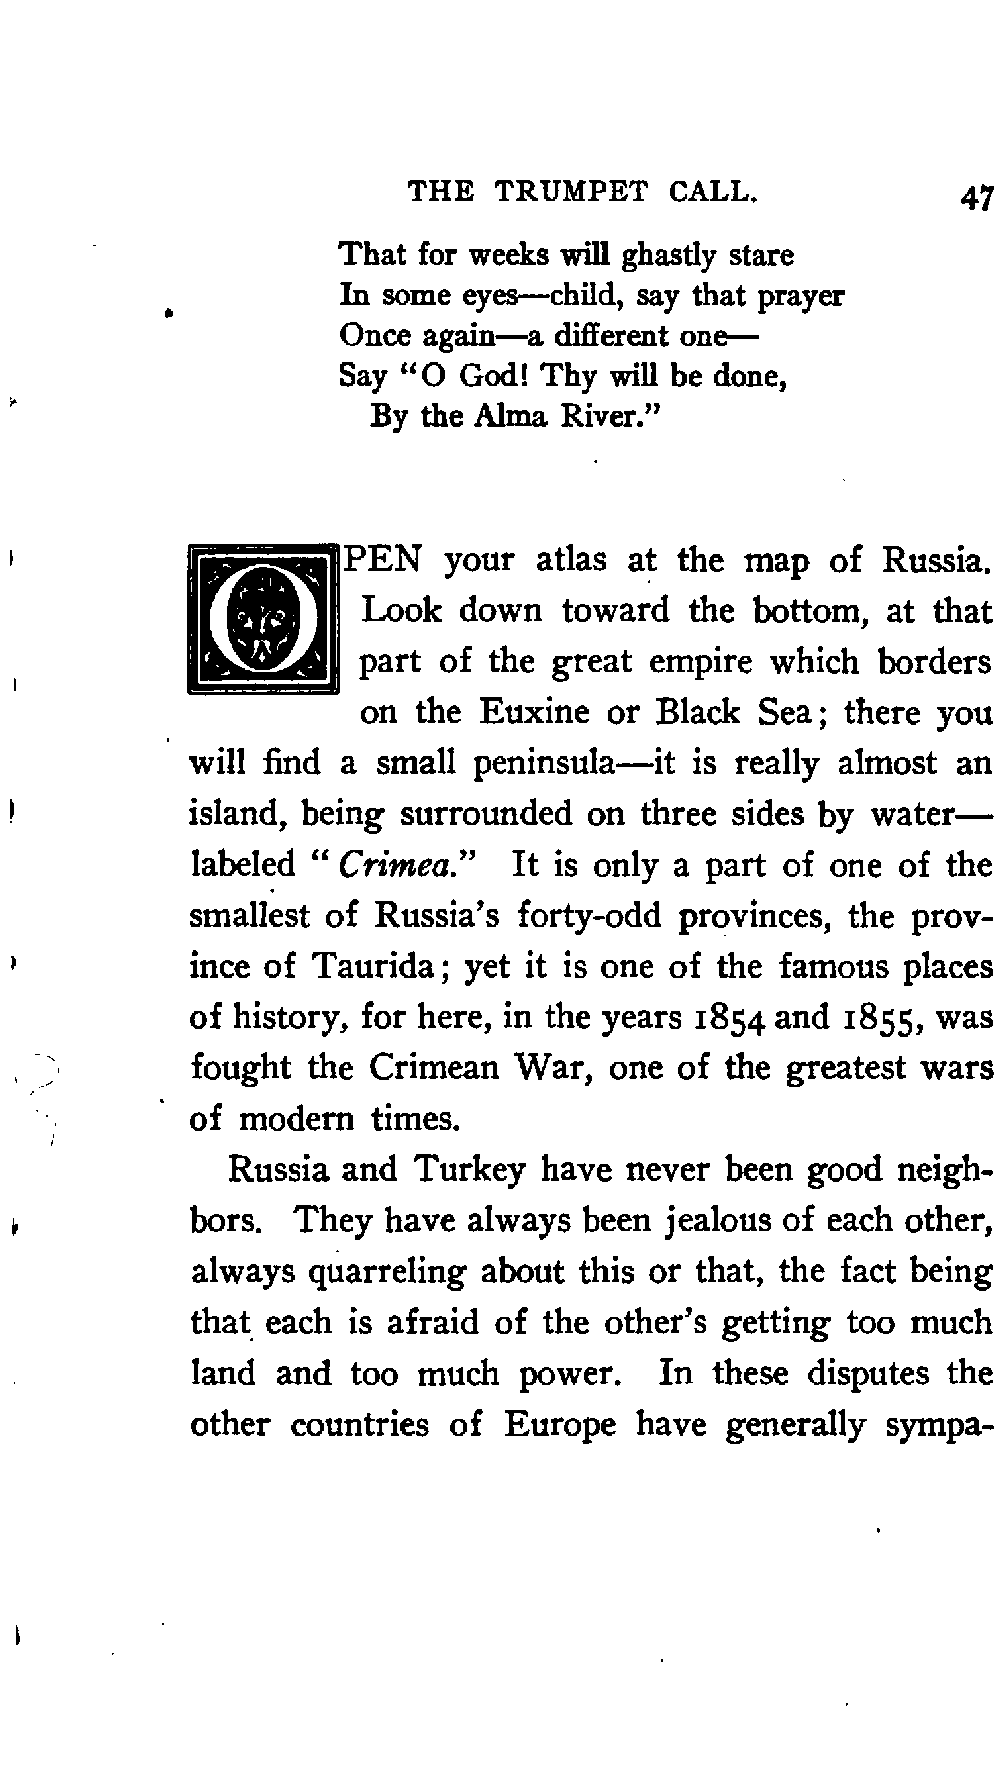 THE TRUMPET CALL. 47
That for weeks will ghastly stare
In some eyes—child, say that prayer
Once again—a different one—
Say “O God! Thy will be done,
By the Alma River.”
OPEN your atlas at the map of Russia.
Look down toward the bottom, at that
part of the great empire which borders
on the Euxine or Black Sea; there you
will find a small peninsula—it is really almost an
island, being surrounded on three sides by water—
labeled “Crimea.” It is only a part of one of the
smallest of Russia’s forty-odd provinces, the prov-
ince of Taurida; yet it is one of the famous places
of history, for here, in the years 1854 and 1855, was
fought the Crimean War, one of the greatest wars
of modern times.
Russia and Turkey have never been good neigh-
bors. They have always been jealous of each other,
always quarreling about this or that, the fact being
that each is afraid of the other’s getting too much
land and too much power. In these disputes the
other countries of Europe have generally sympa-